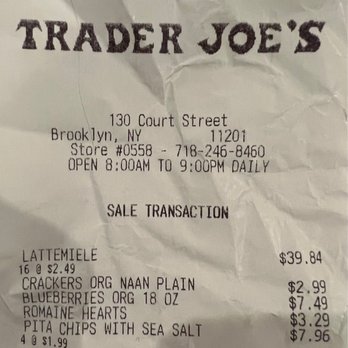 TRADER JOE'S
130 Court Street
Brooklyn, NY 11201
Store #0558 - 718-246-8460
OPEN 8:00AM TO 9:00PM DAILY
SALE TRANSACTION
LATTEMIELE $39.84
16 @ $2.49
CRACKERS ORG NAAN PLAIN $2.99
BLUEBERRIES ORG 18 OZ $7.49
ROMAINE HEARTS $3.29
PITA CHIPS WITH SEA SALT $7.96
4 @ $1.99